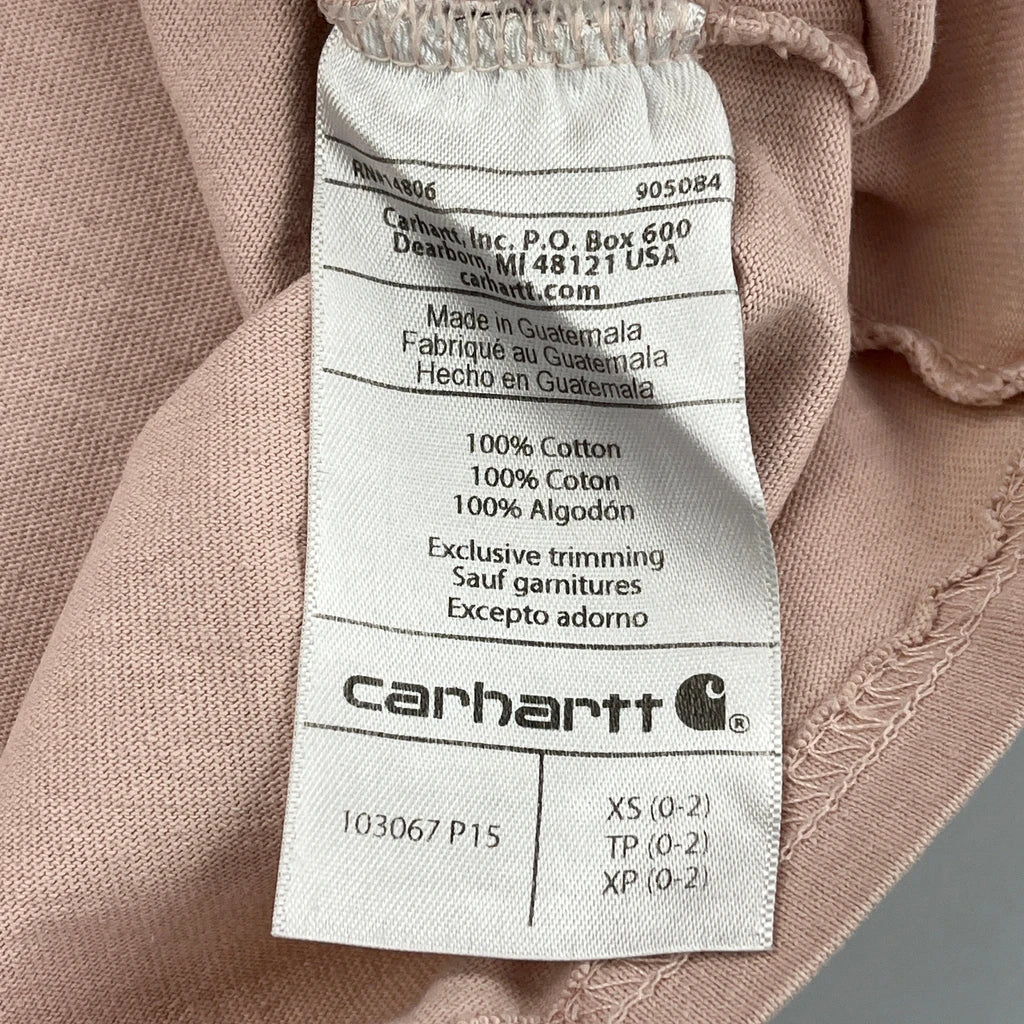 RN#14806 905084
Carhartt, Inc. P.O. Box 600
Dearborn, MI 48121 USA
carhartt.com
Made in Guatemala
Fabriqué au Guatemala
Hecho en Guatemala
100% Cotton
100% Coton
100% Algodón
Exclusive trimming
Sauf garnitures
Excepto adorno
carhartt ®
103067 P15
XS (0-2)
TP (0-2)
XP (0-2)